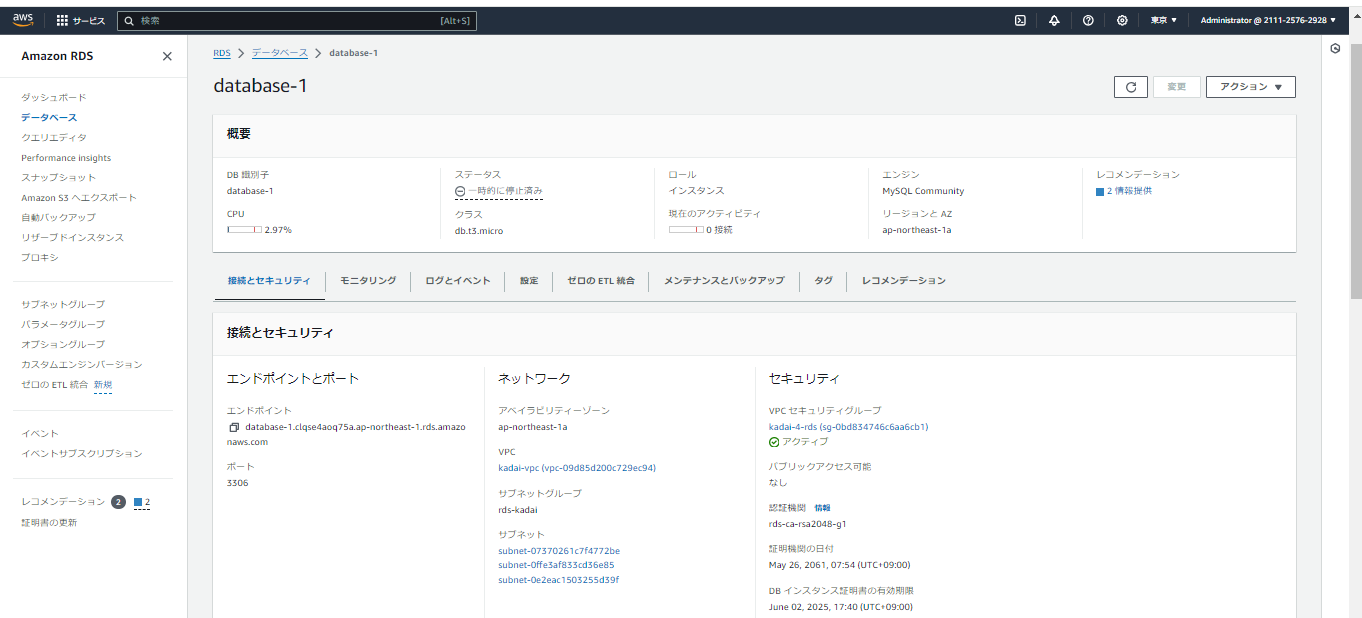 aws サービス 検索 [Alt+S] 東京 ▼ Administrator @ 2111-2576-2928 ▼
Amazon RDS
ダッシュボード
データベース
クエリエディタ
Performance insights
スナップショット
Amazon S3 へエクスポート
自動バックアップ
リザーブドインスタンス
プロキシ
サブネットグループ
パラメータグループ
オプショングループ
カスタムエンジンバージョン
ゼロの ETL 統合 新規
イベント
イベントサブスクリプション
レコメンデーション 2 2
証明書の更新
RDS > データベース > database-1
database-1
変更
アクション ▼
概要
DB 識別子
database-1
CPU
2.97%
ステータス
一時的に停止済み
クラス
db.t3.micro
ロール
インスタンス
現在のアクティビティ
0 接続
エンジン
MySQL Community
リージョンと AZ
ap-northeast-1a
レコメンデーション
2 情報提供
接続とセキュリティ モニタリング ログとイベント 設定 ゼロの ETL 統合 メンテナンスとバックアップ タグ レコメンデーション
接続とセキュリティ
エンドポイントとポート
エンドポイント
database-1.clqse4aoq75a.ap-northeast-1.rds.amazo
naws.com
ポート
3306
ネットワーク
アベイラビリティーゾーン
ap-northeast-1a
VPC
kadai-vpc (vpc-09d85d200c729ec94)
サブネットグループ
rds-kadai
サブネット
subnet-07370261c7f4772be
subnet-0ffe3af833cd36e85
subnet-0e2eac1503255d39f
セキュリティ
VPC セキュリティグループ
kadai-4-rds (sg-0bd834746c6aa6cb1)
アクティブ
パブリックアクセス可能
なし
認証機関 情報
rds-ca-rsa2048-g1
証明機関の日付
May 26, 2061, 07:54 (UTC+09:00)
DB インスタンス証明書の有効期限
June 02, 2025, 17:40 (UTC+09:00)